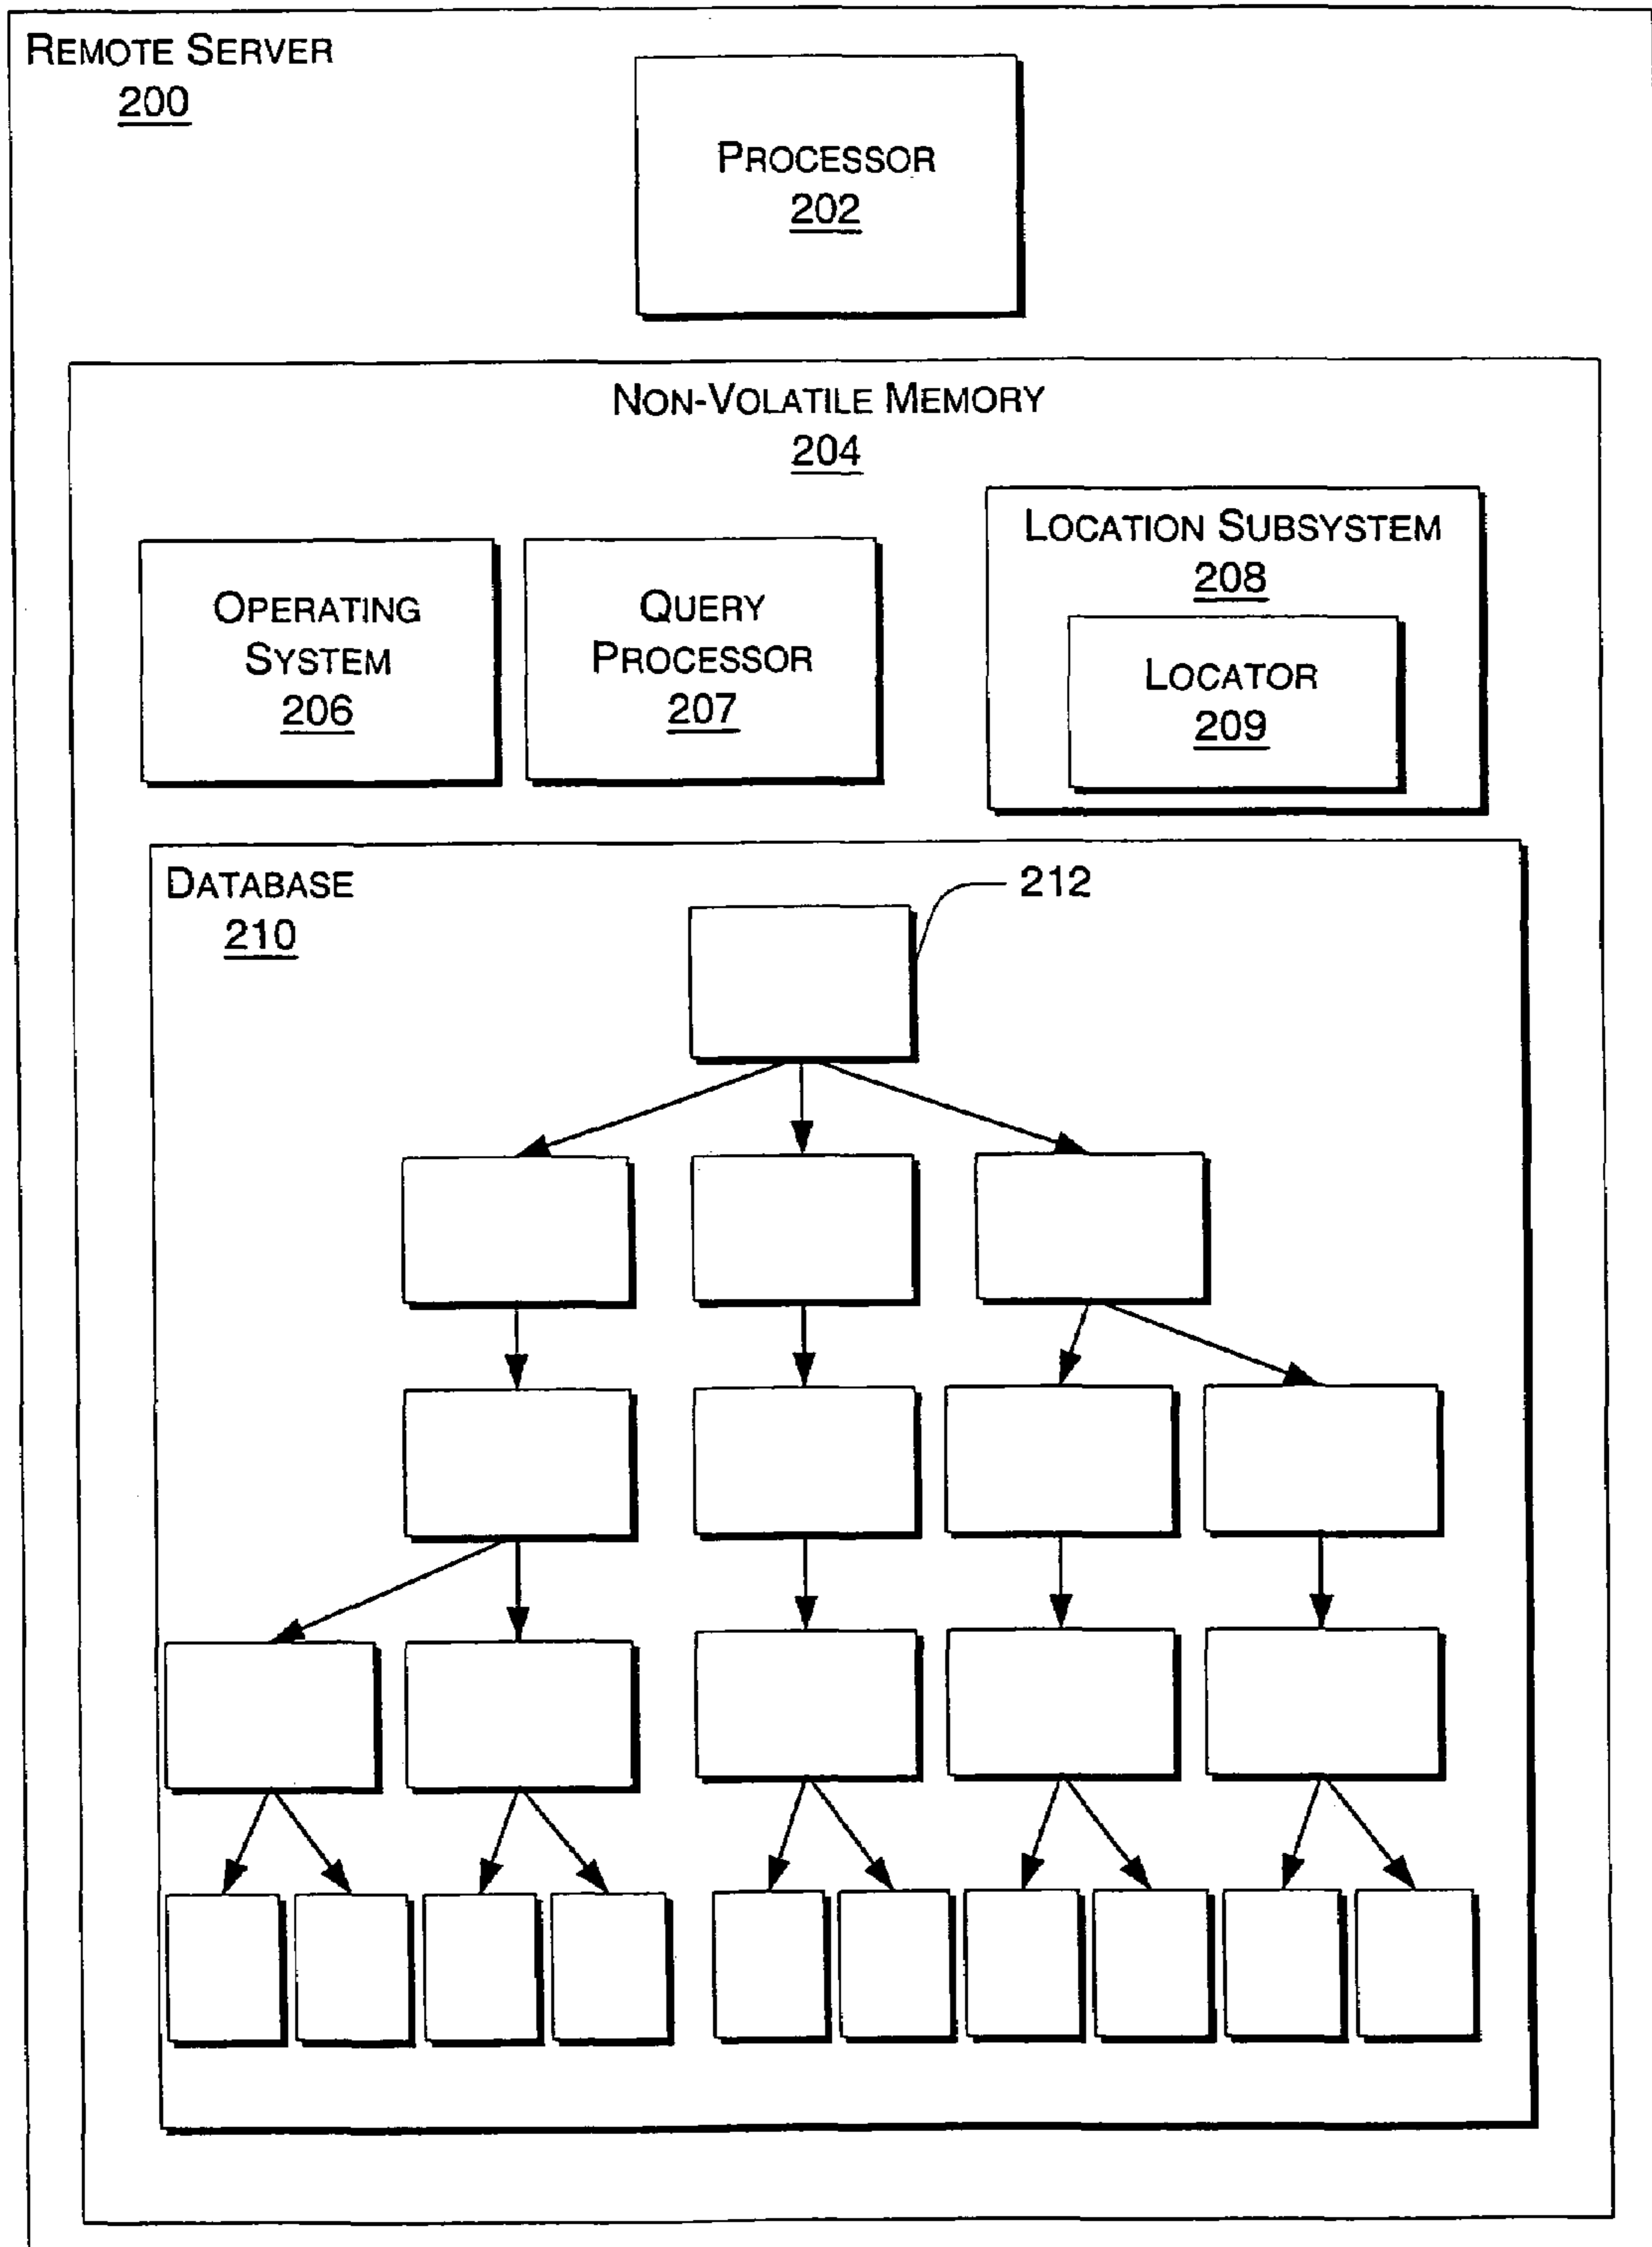 REMOTE SERVER
200
PROCESSOR
202
NON-VOLATILE MEMORY
204
OPERATING
SYSTEM
206
QUERY
PROCESSOR
207
LOCATION SUBSYSTEM
208
LOCATOR
209
DATABASE
210
212